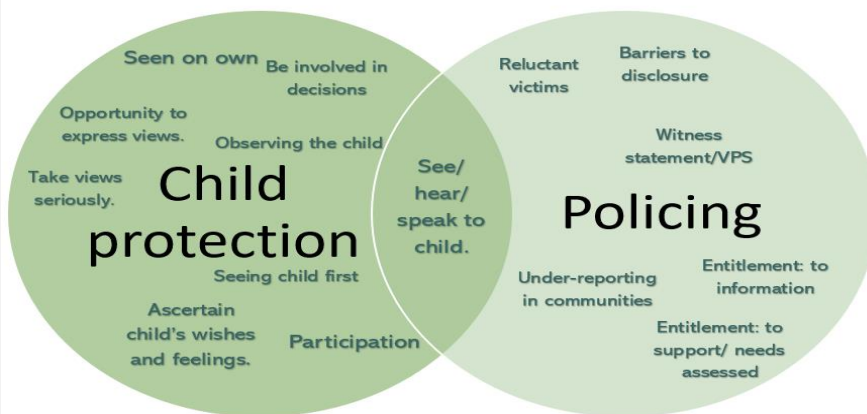 Seen on own
Be involved in
decisions
Opportunity to
express views.
Observing the child
Take views
seriously.
Child
protection
Seeing child first
Ascertain
child's wishes
and feelings.
Participation
See/
hear/
speak to
child.
Reluctant
victims
Barriers to
disclosure
Witness
statement/VPS
Policing
Under-reporting
in communities
Entitlement: to
information
Entitlement: to
support/ needs
assessed